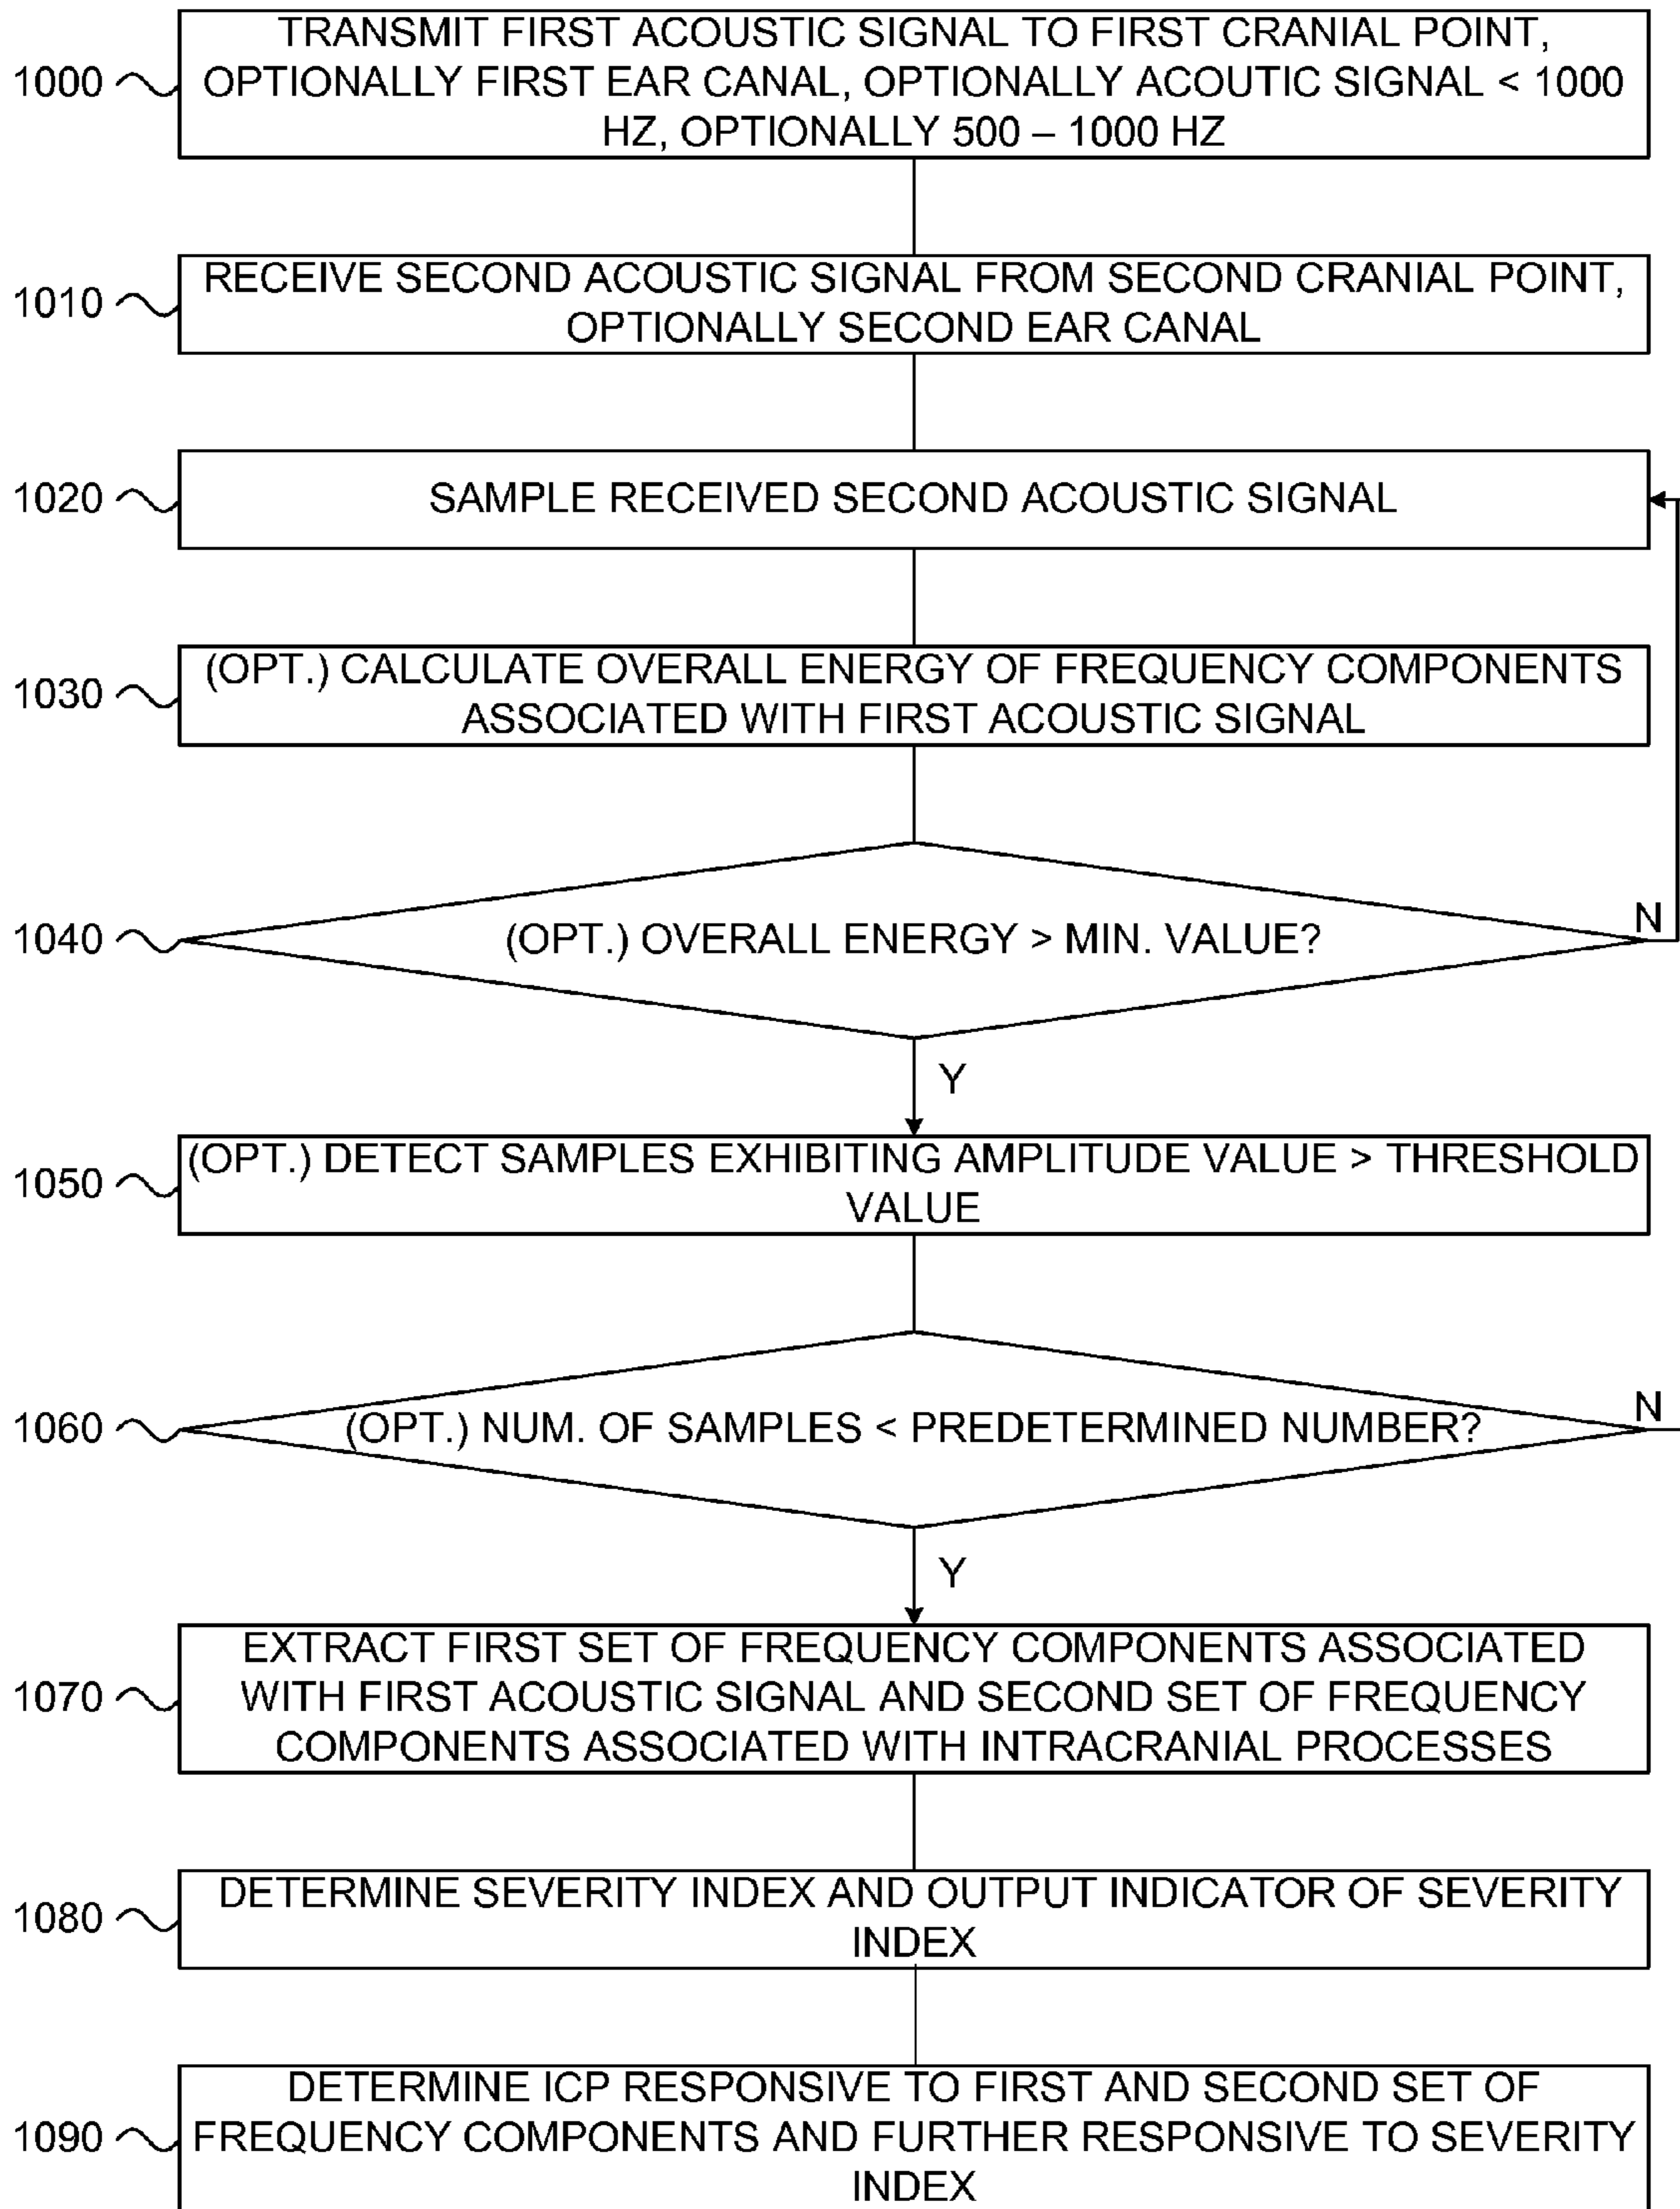 TRANSMIT FIRST ACOUSTIC SIGNAL TO FIRST CRANIAL POINT,
1000 OPTIONALLY FIRST EAR CANAL, OPTIONALLY ACOUTIC SIGNAL < 1000
HZ, OPTIONALLY 500 – 1000 HZ
RECEIVE SECOND ACOUSTIC SIGNAL FROM SECOND CRANIAL POINT,
1010
OPTIONALLY SECOND EAR CANAL
1020 SAMPLE RECEIVED SECOND ACOUSTIC SIGNAL
(OPT.) CALCULATE OVERALL ENERGY OF FREQUENCY COMPONENTS
1030
ASSOCIATED WITH FIRST ACOUSTIC SIGNAL
N
1040 (OPT.) OVERALL ENERGY > MIN. VALUE?
Y
(OPT.) DETECT SAMPLES EXHIBITING AMPLITUDE VALUE > THRESHOLD
1050
VALUE
N
1060 (OPT.) NUM. OF SAMPLES < PREDETERMINED NUMBER?
Y
EXTRACT FIRST SET OF FREQUENCY COMPONENTS ASSOCIATED
1070 WITH FIRST ACOUSTIC SIGNAL AND SECOND SET OF FREQUENCY
COMPONENTS ASSOCIATED WITH INTRACRANIAL PROCESSES
DETERMINE SEVERITY INDEX AND OUTPUT INDICATOR OF SEVERITY
1080
INDEX
DETERMINE ICP RESPONSIVE TO FIRST AND SECOND SET OF
1090 FREQUENCY COMPONENTS AND FURTHER RESPONSIVE TO SEVERITY
INDEX